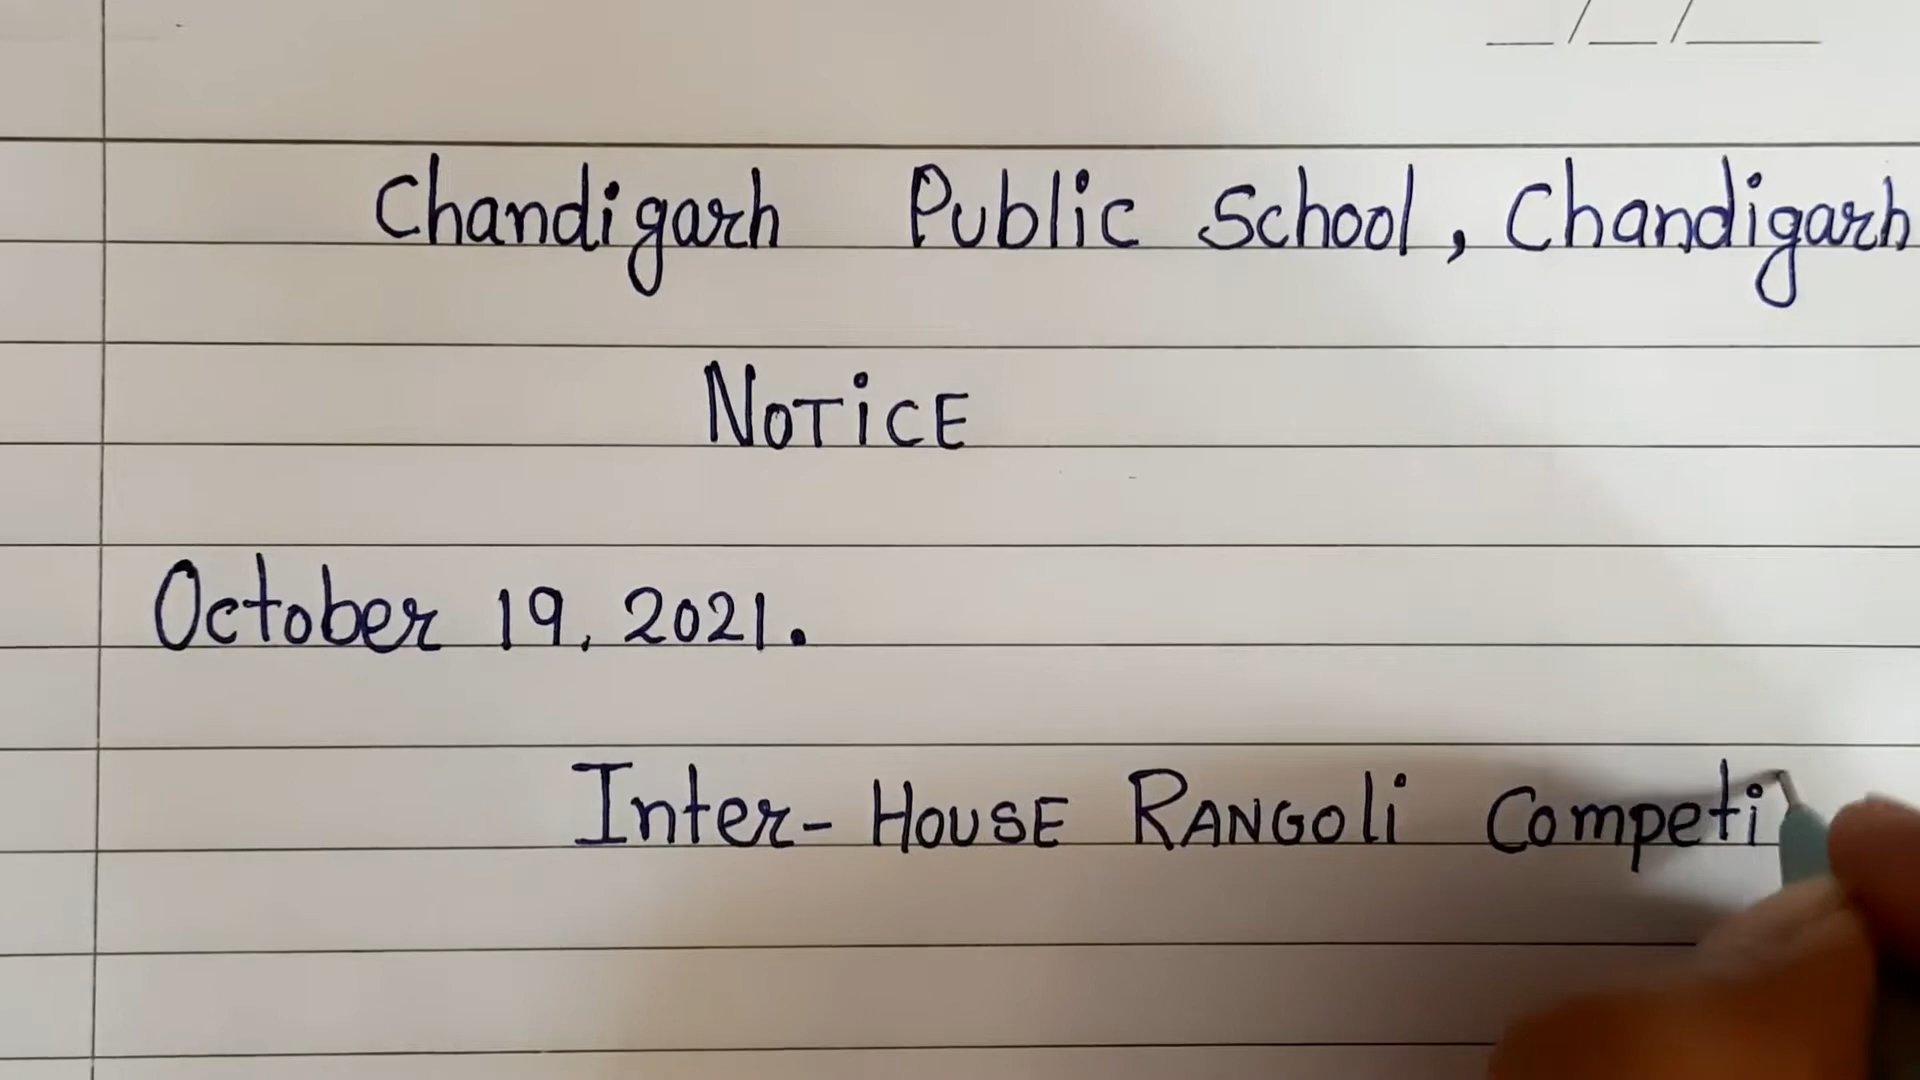 Chandigarh Public School, Chandigarh
NOTiCE
October 19, 2021.
Inter-HOUSE RANGOli Competi